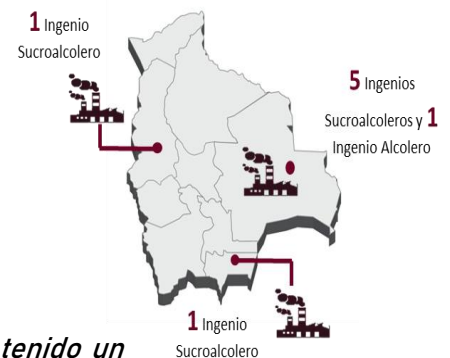 1 Ingenio
Sucroalcolero
5 Ingenios
Sucroalcoleros y 1
Ingenio Alcolero
1 Ingenio
Sucroalcolero
tenido un